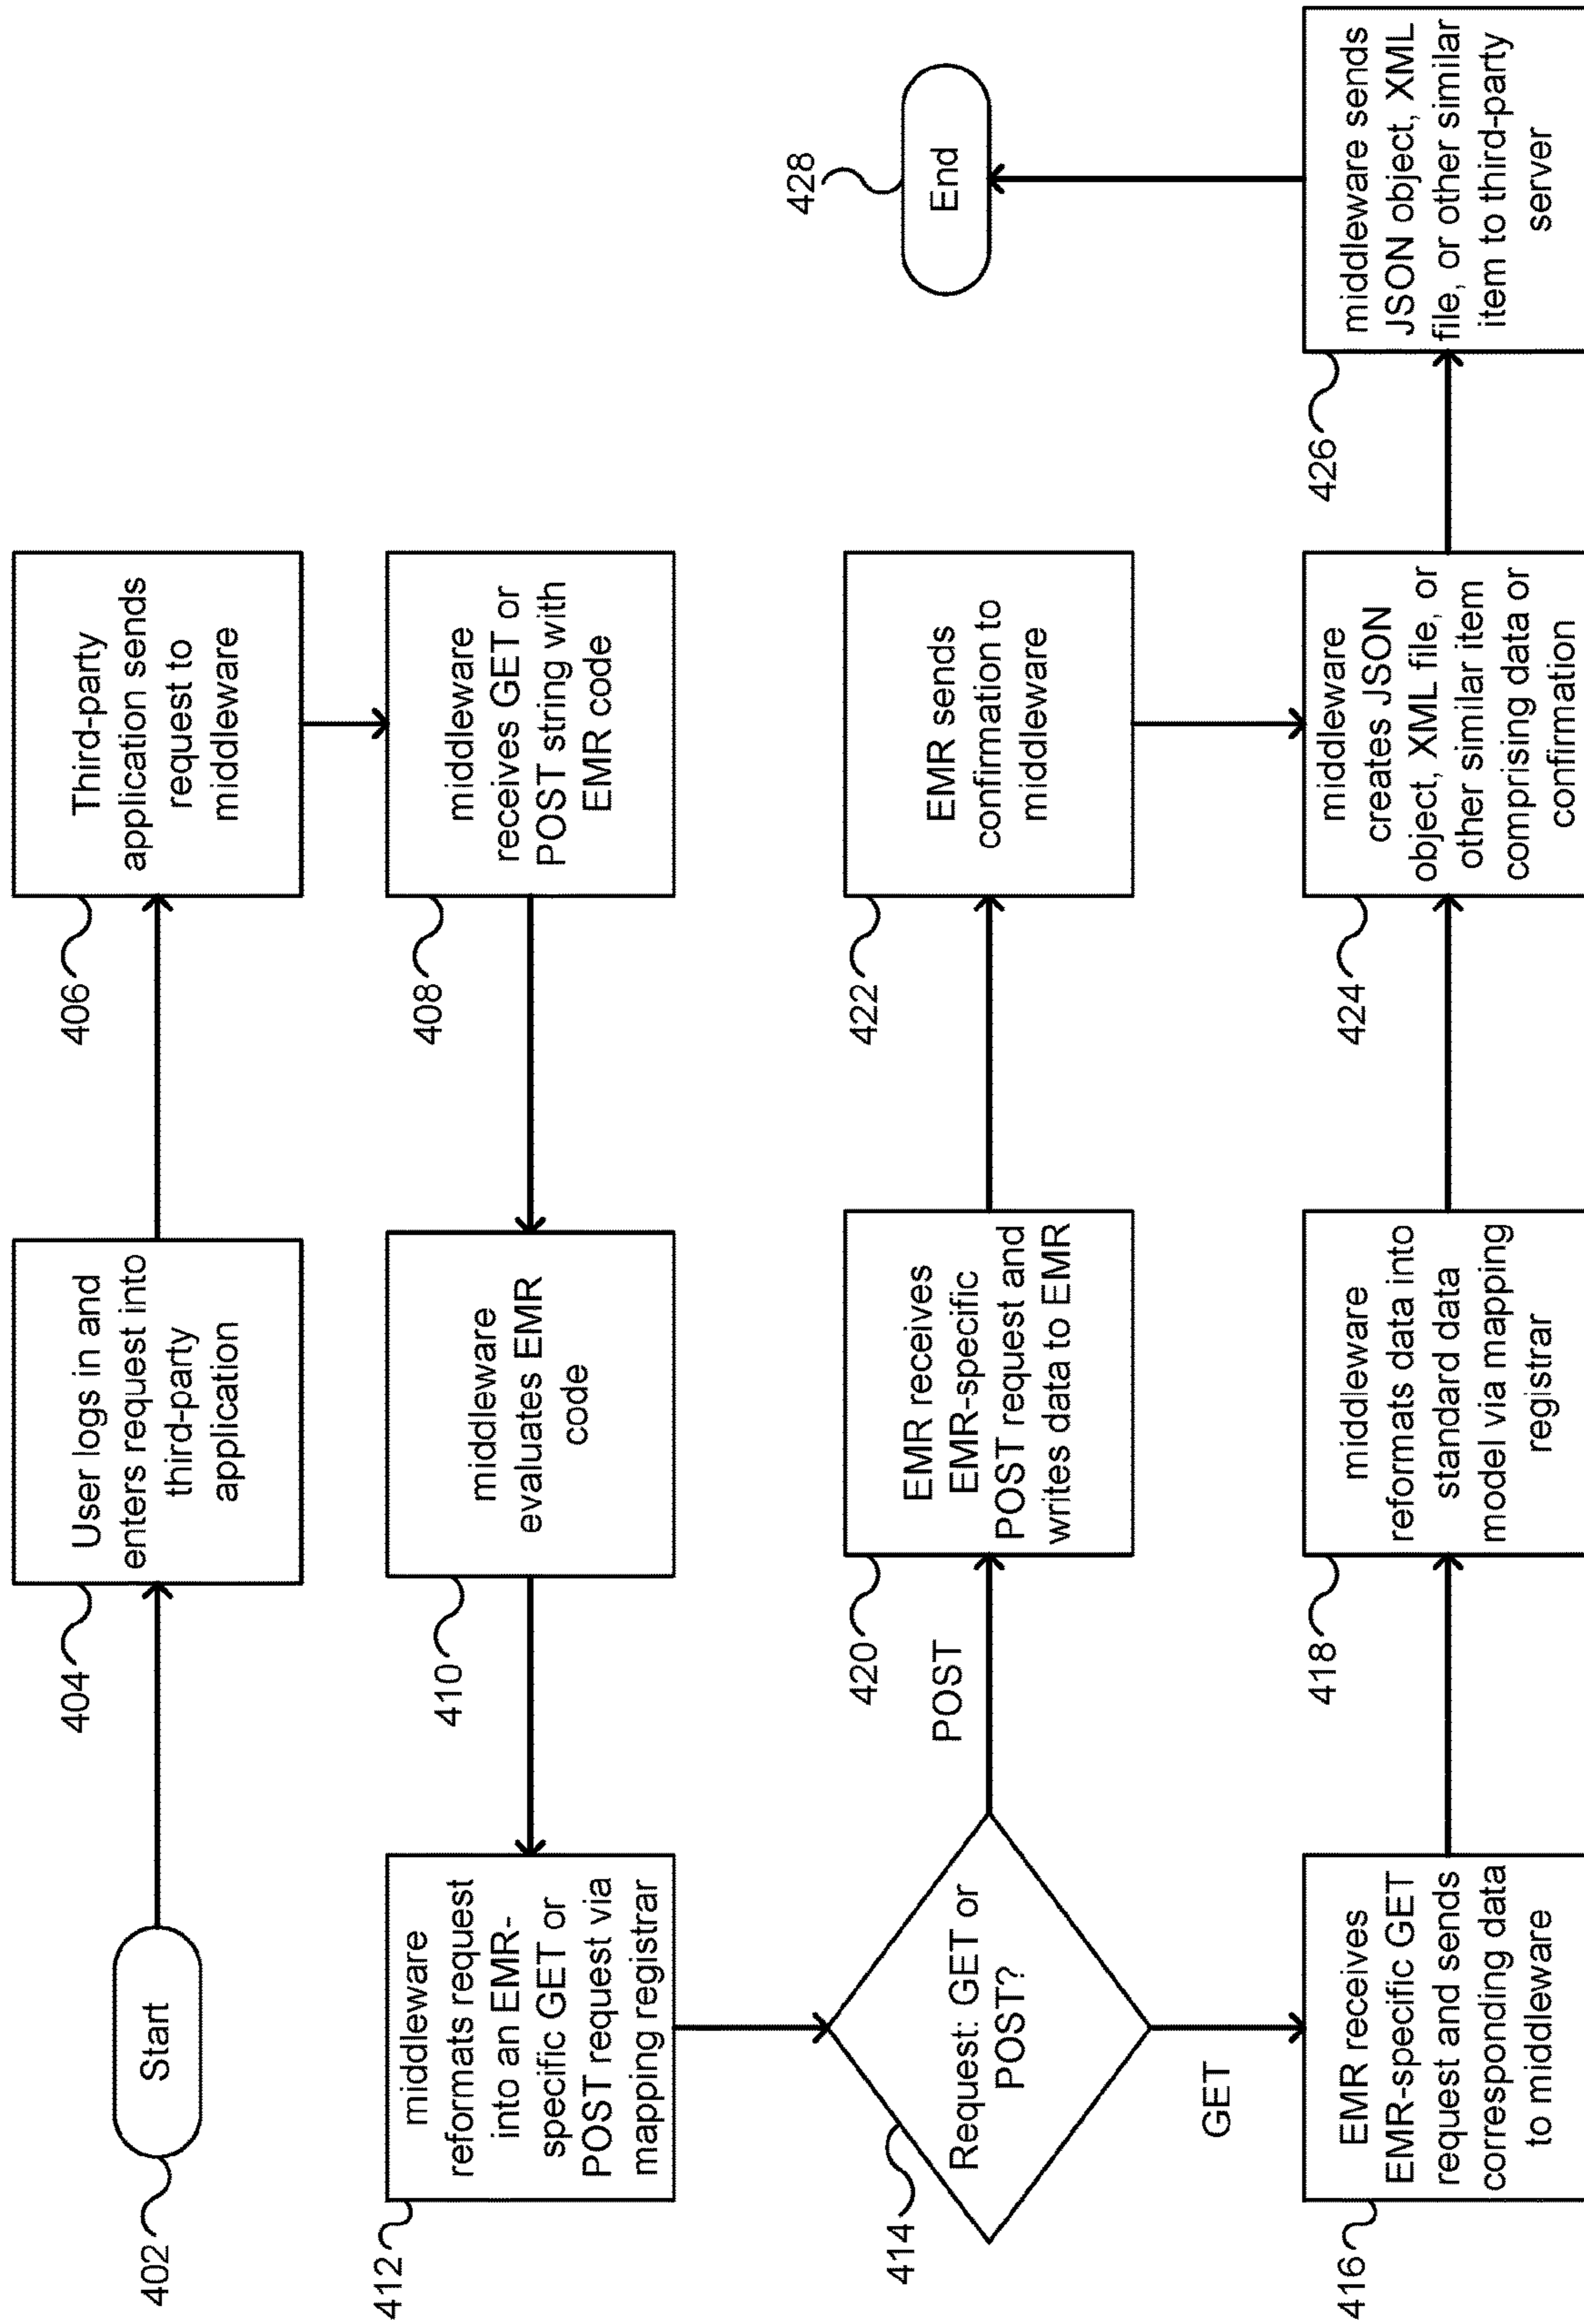 402
Start
404
User logs in and
enters request into
third-party
application
406
Third-party
application sends
request to
middleware
408
middleware
receives GET or
POST string with
EMR code
410
middleware
evaluates EMR
code
412
middleware
reformats request
into an EMR-
specific GET or
POST request via
mapping registrar
414
Request: GET or
POST?
POST
GET
420
EMR receives
EMR-specific
POST request and
writes data to EMR
422
EMR sends
confirmation to
middleware
416
EMR receives
EMR-specific GET
request and sends
corresponding data
to middleware
418
middleware
reformats data into
standard data
model via mapping
registrar
424
middleware
creates JSON
object, XML file, or
other similar item
comprising data or
confirmation
426
middleware sends
JSON object, XML
file, or other similar
item to third-party
server
428
End